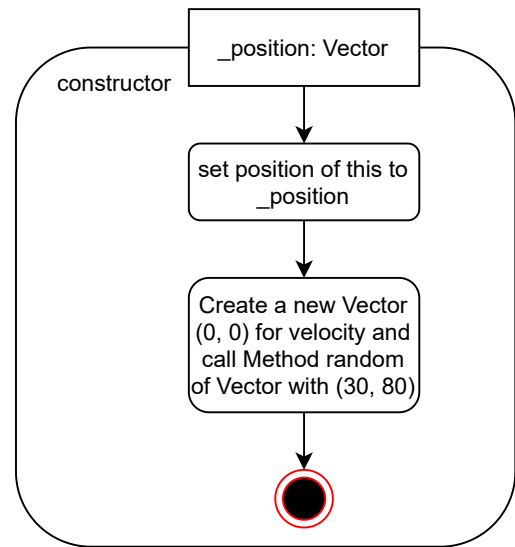 _position: Vector
constructor
set position of this to
_position
Create a new Vector
(0, 0) for velocity and
call Method random
of Vector with (30, 80)